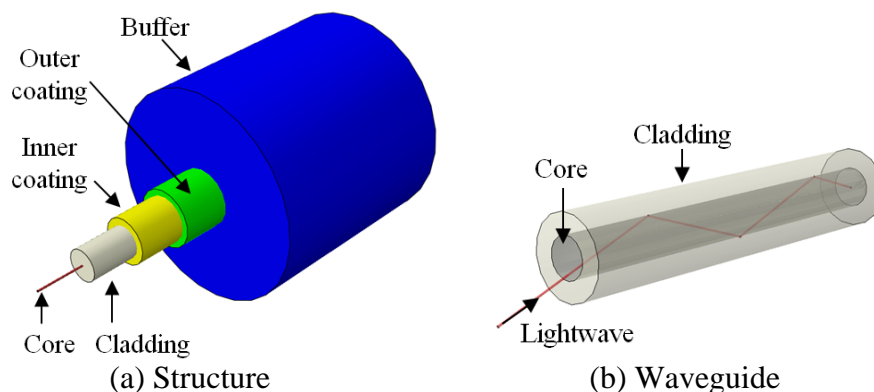 Buffer
Outer
coating
Inner
coating
Core
Cladding
(a) Structure
Cladding
Core
Lightwave
(b) Waveguide